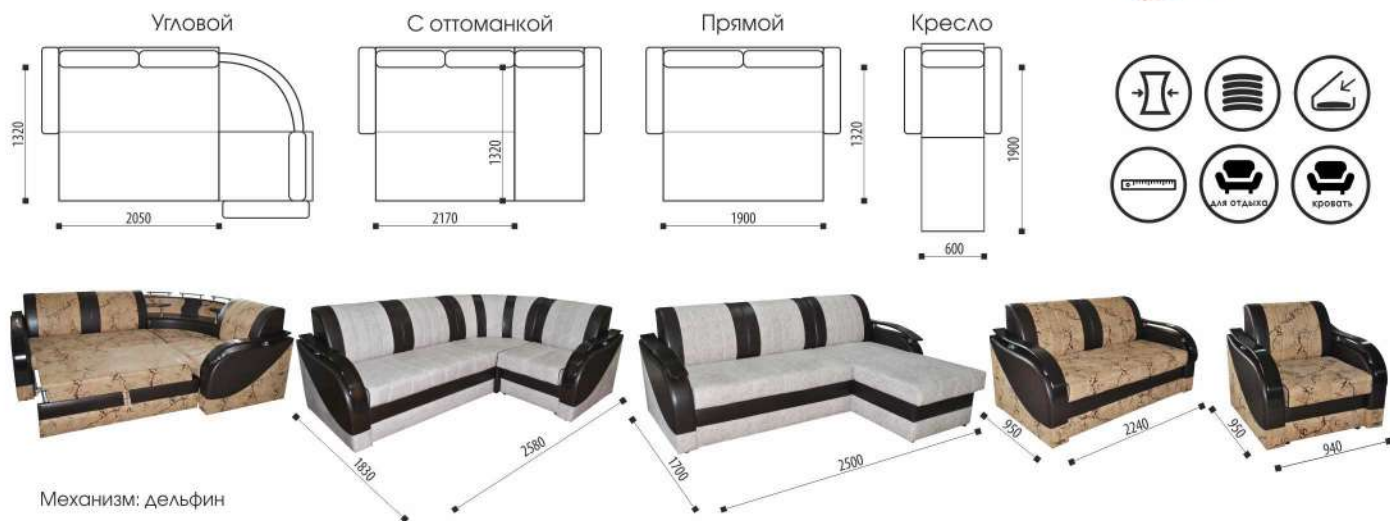 Угловой
С оттоманкой
Прямой
Кресло
1320
2050
1320
2170
1320
1900
1900
600
для отдыха
кровать
1830
2580
1700
2500
950
2240
950
940
Механизм: дельфин